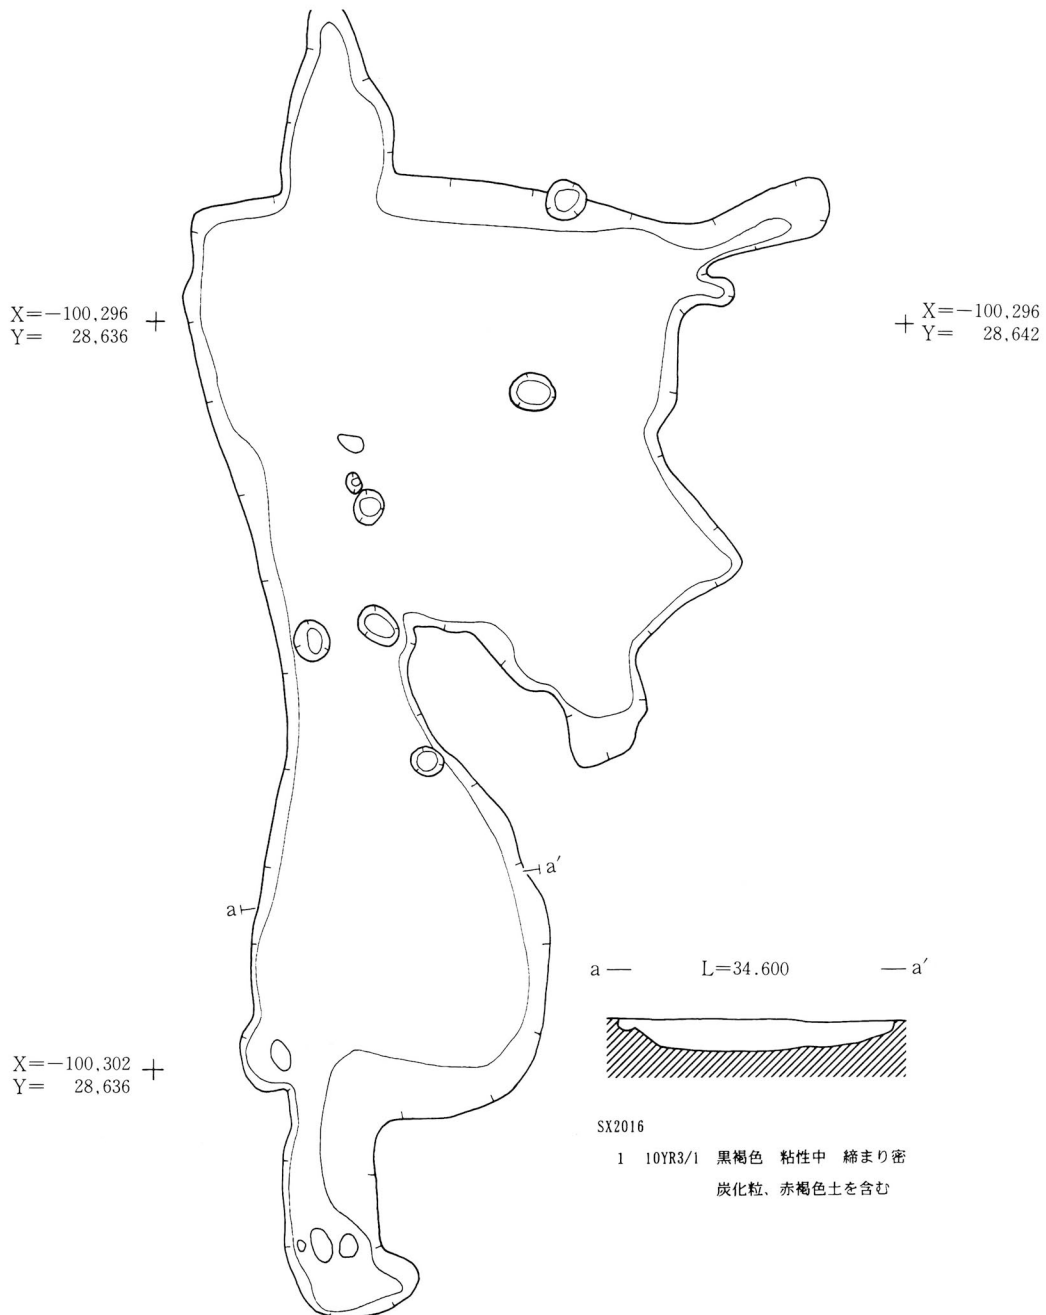 X=-100,296
Y= 28,636
X=-100,296
Y= 28,642
a′
a
a L=34.600 a′
X=-100,302
Y= 28,636
SX2016
1 10YR3/1 黒褐色 粘性中 締まり密
炭化粒、赤褐色土を含む